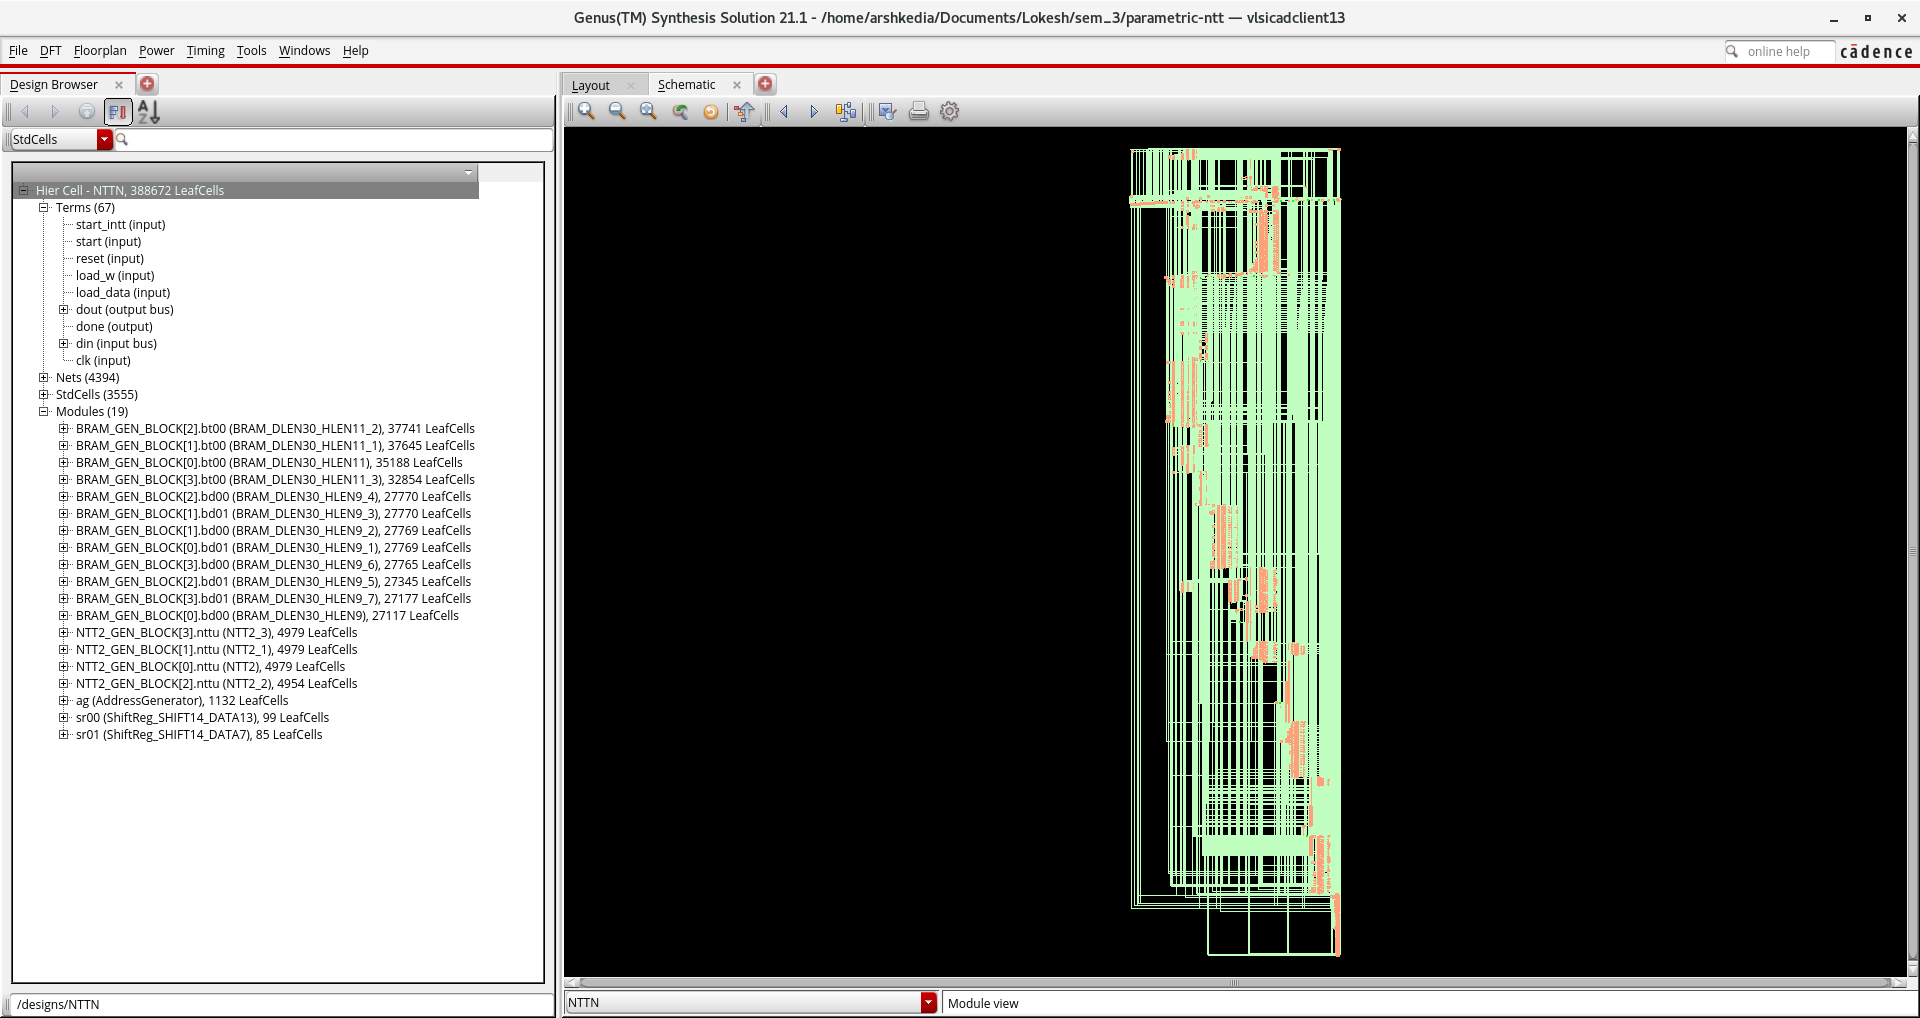 Genus(TM) Synthesis Solution 21.1 - /home/arshkedia/Documents/Lokesh/sem_3/parametric-ntt — vlsicadclient13
File DFT Floorplan Power Timing Tools Windows Help
online help
cādence
Design Browser
Layout
Schematic
StdCells
Hier Cell - NTTN, 388672 LeafCells
Terms (67)
start_intt (input)
start (input)
reset (input)
load_w (input)
load_data (input)
dout (output bus)
done (output)
din (input bus)
clk (input)
Nets (4394)
StdCells (3555)
Modules (19)
BRAM_GEN_BLOCK[2].bt00 (BRAM_DLEN30_HLEN11_2), 37741 LeafCells
BRAM_GEN_BLOCK[1].bt00 (BRAM_DLEN30_HLEN11_1), 37645 LeafCells
BRAM_GEN_BLOCK[0].bt00 (BRAM_DLEN30_HLEN11), 35188 LeafCells
BRAM_GEN_BLOCK[3].bt00 (BRAM_DLEN30_HLEN11_3), 32854 LeafCells
BRAM_GEN_BLOCK[2].bd00 (BRAM_DLEN30_HLEN9_4), 27770 LeafCells
BRAM_GEN_BLOCK[1].bd01 (BRAM_DLEN30_HLEN9_3), 27770 LeafCells
BRAM_GEN_BLOCK[1].bd00 (BRAM_DLEN30_HLEN9_2), 27769 LeafCells
BRAM_GEN_BLOCK[0].bd01 (BRAM_DLEN30_HLEN9_1), 27769 LeafCells
BRAM_GEN_BLOCK[3].bd00 (BRAM_DLEN30_HLEN9_6), 27765 LeafCells
BRAM_GEN_BLOCK[2].bd01 (BRAM_DLEN30_HLEN9_5), 27345 LeafCells
BRAM_GEN_BLOCK[3].bd01 (BRAM_DLEN30_HLEN9_7), 27177 LeafCells
BRAM_GEN_BLOCK[0].bd00 (BRAM_DLEN30_HLEN9), 27117 LeafCells
NTT2_GEN_BLOCK[3].nttu (NTT2_3), 4979 LeafCells
NTT2_GEN_BLOCK[1].nttu (NTT2_1), 4979 LeafCells
NTT2_GEN_BLOCK[0].nttu (NTT2), 4979 LeafCells
NTT2_GEN_BLOCK[2].nttu (NTT2_2), 4954 LeafCells
ag (AddressGenerator), 1132 LeafCells
sr00 (ShiftReg_SHIFT14_DATA13), 99 LeafCells
sr01 (ShiftReg_SHIFT14_DATA7), 85 LeafCells
/designs/NTTN
NTTN
Module view